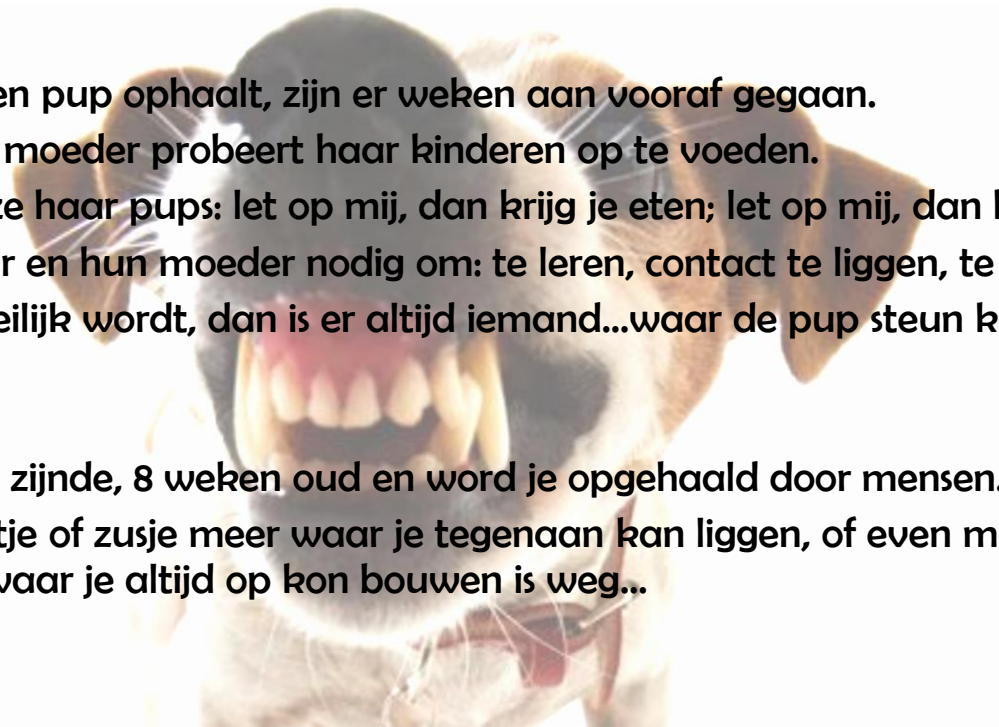 en pup ophaalt, zijn er weken aan vooraf gegaan.
moeder probeert haar kinderen op te voeden.
ze haar pups: let op mij, dan krijg je eten; let op mij, dan
r en hun moeder nodig om: te leren, contact te liggen, te
eilijk wordt, dan is er altijd iemand...waar de pup steun k
zijnde, 8 weken oud en word je opgehaald door mensen.
tje of zusje meer waar je tegenaan kan liggen, of even m
waar je altijd op kon bouwen is weg...